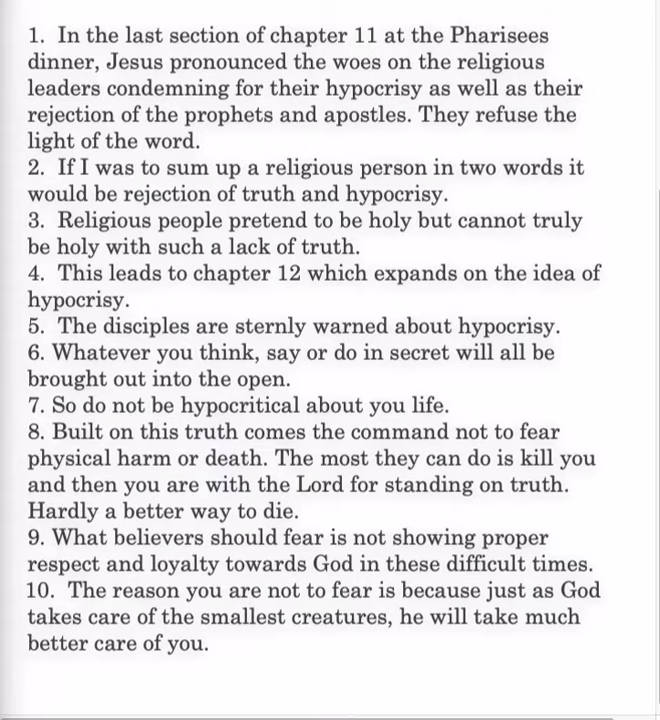 1.  In the last section of chapter 11 at the Pharisees
dinner, Jesus pronounced the woes on the religious
leaders condemning for their hypocrisy as well as their
rejection of the prophets and apostles. They refuse the
light of the word.
2.  If I was to sum up a religious person in two words it
would be rejection of truth and hypocrisy.
3.  Religious people pretend to be holy but cannot truly
be holy with such a lack of truth.
4.  This leads to chapter 12 which expands on the idea of
hypocrisy.
5.  The disciples are sternly warned about hypocrisy.
6. Whatever you think, say or do in secret will all be
brought out into the open.
7. So do not be hypocritical about you life.
8. Built on this truth comes the command not to fear
physical harm or death. The most they can do is kill you
and then you are with the Lord for standing on truth.
Hardly a better way to die.
9. What believers should fear is not showing proper
respect and loyalty towards God in these difficult times.
10.  The reason you are not to fear is because just as God
takes care of the smallest creatures, he will take much
better care of you.